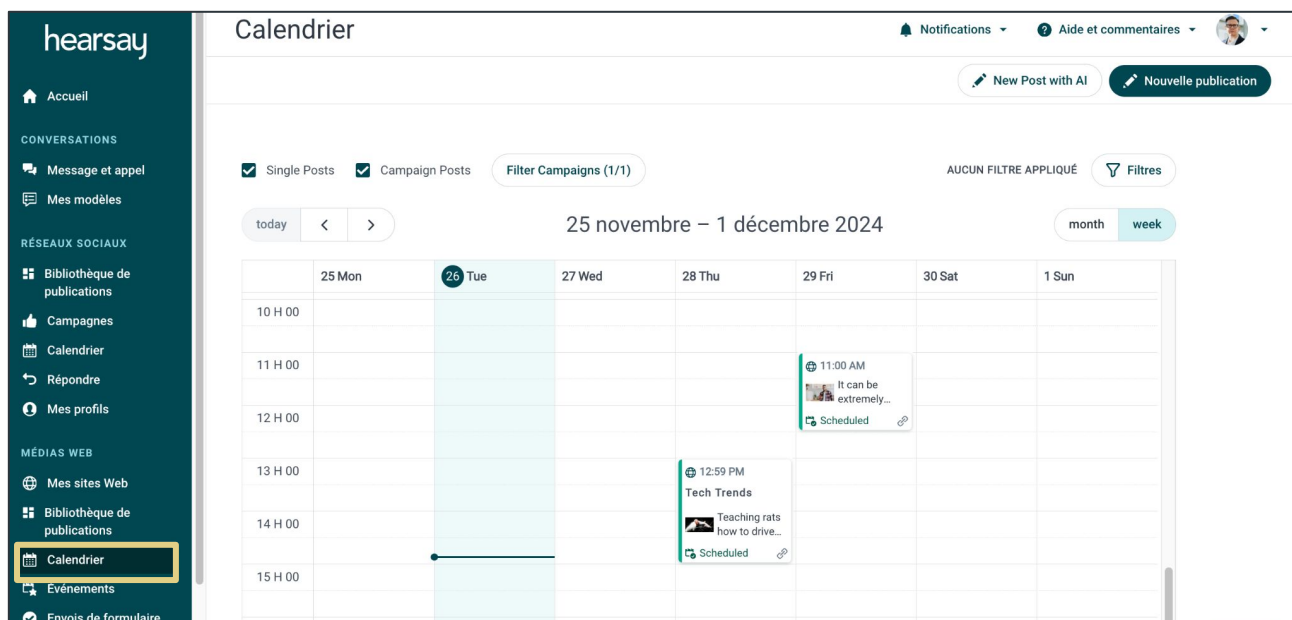 hearsay
Accueil
CONVERSATIONS
Message et appel
Mes modèles
RÉSEAUX SOCIAUX
Bibliothèque de
publications
Campagnes
Calendrier
Répondre
Mes profils
MÉDIAS WEB
Mes sites Web
Bibliothèque de
publications
Calendrier
Événements
Envois de formulaire
Calendrier
Notifications
Aide et commentaires
New Post with AI
Nouvelle publication
Single Posts
Campaign Posts
Filter Campaigns (1/1)
AUCUN FILTRE APPLIQUÉ
Filtres
today
25 novembre – 1 décembre 2024
month
week
25 Mon
26 Tue
27 Wed
28 Thu
29 Fri
30 Sat
1 Sun
10 H 00
11 H 00
11:00 AM
It can be
extremely...
12 H 00
Scheduled
13 H 00
12:59 PM
Tech Trends
Teaching rats
how to drive...
14 H 00
Scheduled
15 H 00